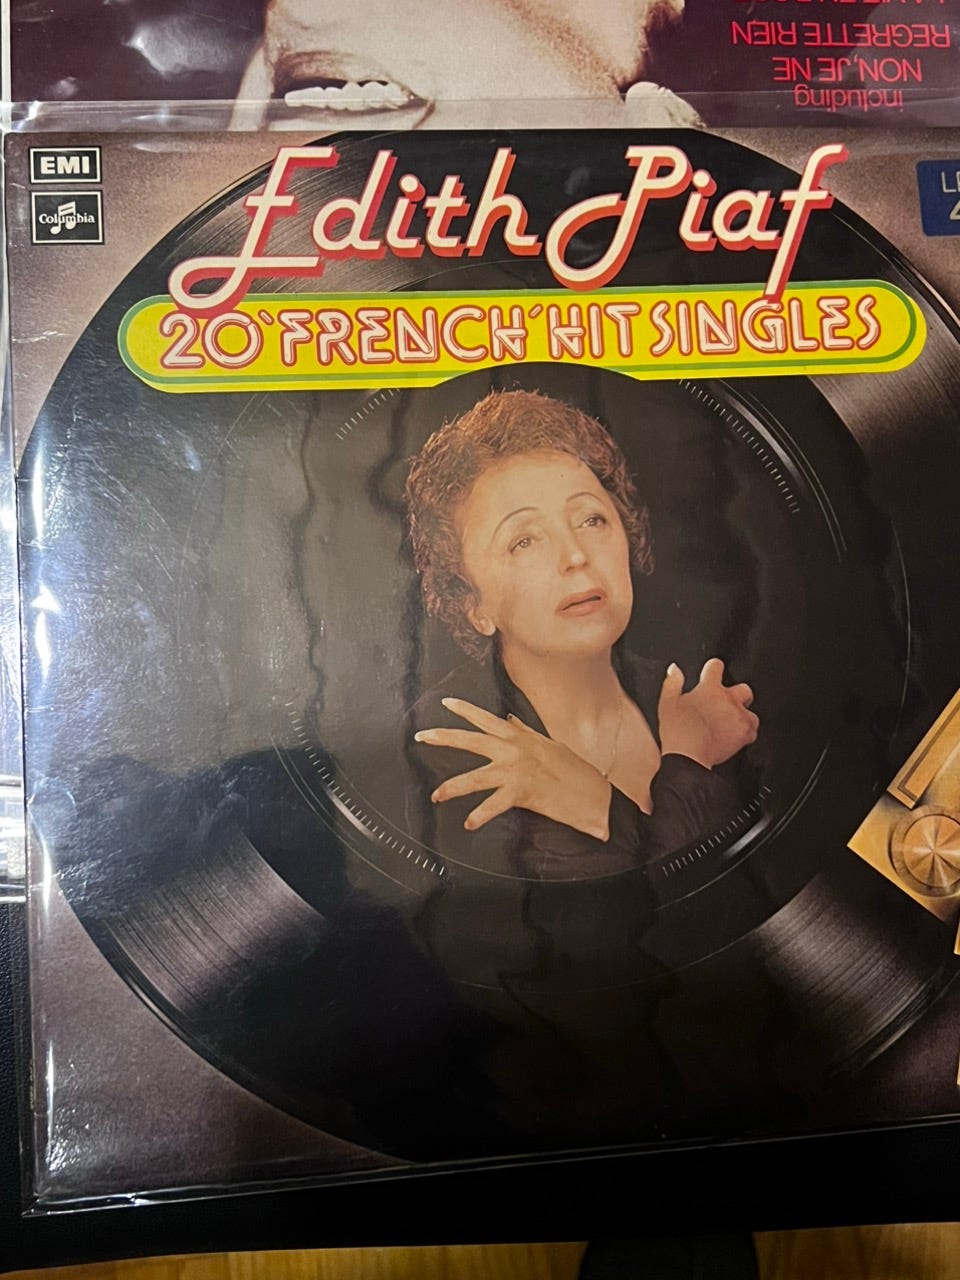 REGRETTE RIEN
NON, JE NE
including
EMI
Columbia
Edith Piaf
20 'FRENCH' HIT SINGLES